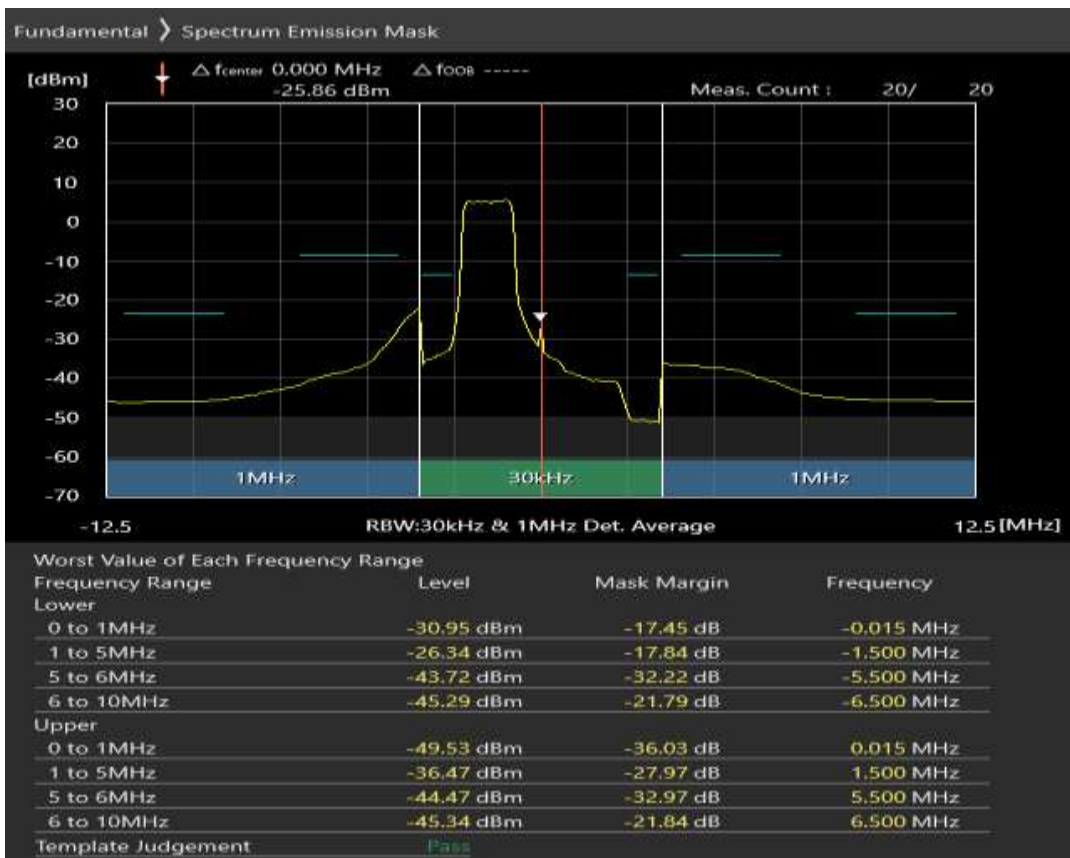 Fundamental 〉 Spectrum Emission Mask
[dBm] △ fcenter 0.000 MHz △ fOOB -----
-25.86 dBm Meas. Count : 20/ 20
30
20
10
0
-10
-20
-30
-40
-50
-60
1MHz 30kHz 1MHz
-70
-12.5 RBW:30kHz & 1MHz Det. Average 12.5 [MHz]
Worst Value of Each Frequency Range
Frequency Range Level Mask Margin Frequency
Lower
0 to 1MHz -30.95 dBm -17.45 dB -0.015 MHz
1 to 5MHz -26.34 dBm -17.84 dB -1.500 MHz
5 to 6MHz -43.72 dBm -32.22 dB -5.500 MHz
6 to 10MHz -45.29 dBm -21.79 dB -6.500 MHz
Upper
0 to 1MHz -49.53 dBm -36.03 dB 0.015 MHz
1 to 5MHz -36.47 dBm -27.97 dB 1.500 MHz
5 to 6MHz -44.47 dBm -32.97 dB 5.500 MHz
6 to 10MHz -45.34 dBm -21.84 dB 6.500 MHz
Template Judgement Pass